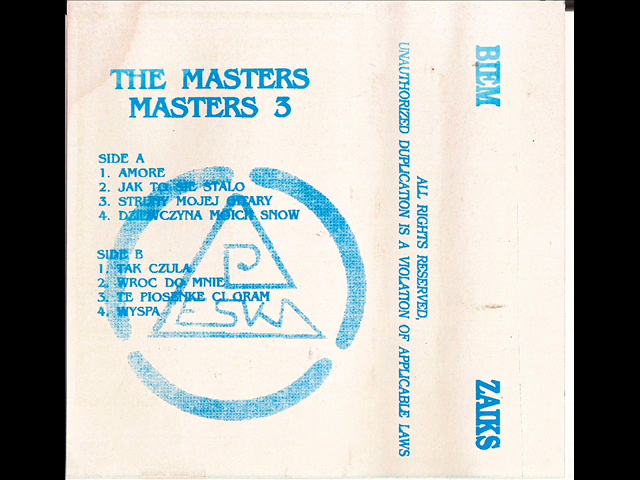 THE MASTERS
MASTERS 3
SIDE A
1. AMORE
2. JAK TO SIE STALO
3. STRUNY MOJEJ GITARY
4. DZIEWCZYNA MOICH SNOW
SIDE B
1. TAK CZULA
2. WROC DO MNIE
3. TE PIOSENKE CI GRAM
4. WYSPA
ESKA
ALL RIGHTS RESERVED,
UNAUTHORIZED DUPLICATION IS A VIOLATION OF APPLICABLE LAWS
BIEM
ZAIKS